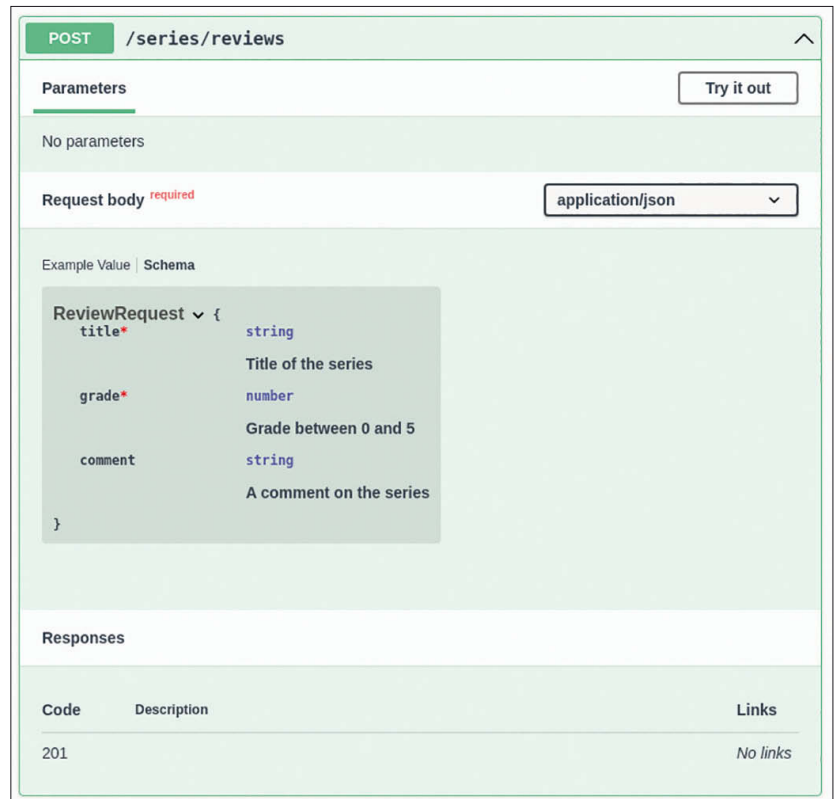 POST /series/reviews
Parameters Try it out
No parameters
Request body required application/json
Example Value Schema
ReviewRequest {
title* string
Title of the series
grade* number
Grade between 0 and 5
comment string
A comment on the series
}
Responses
Code Description Links
201 No links